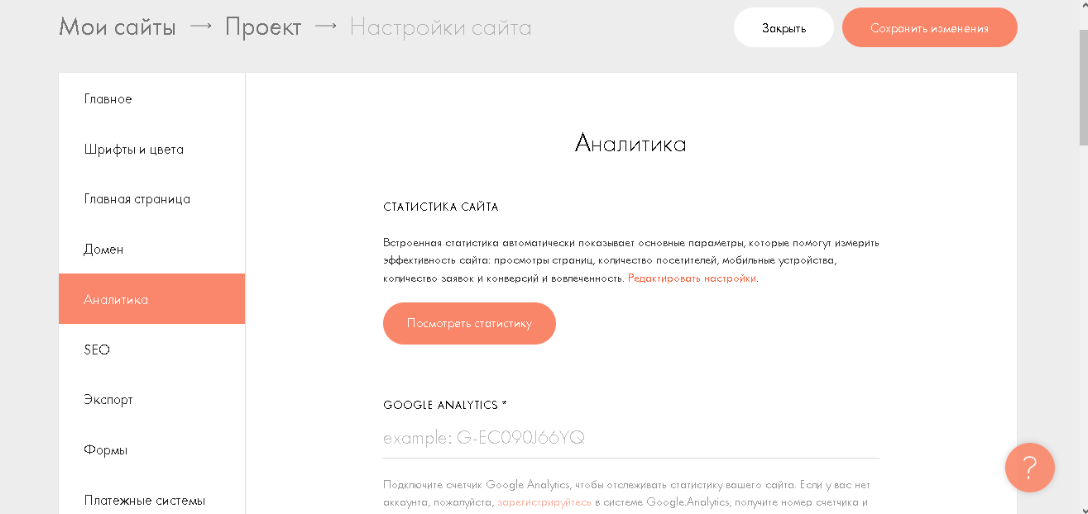 Мои сайты → Проект → Настройки сайта
Закрыть
Сохранить изменения
Главное
Шрифты и цвета
Главная страница
Домен
Аналитика
SEO
Экспорт
Формы
Платежные системы
Аналитика
СТАТИСТИКА САЙТА
Встроенная статистика автоматически показывает основные параметры, которые помогут измерить
эффективность сайта: просмотры страниц, количество посетителей, мобильные устройства,
количество заявок и конверсий и вовлеченность. Редактировать настройки.
Посмотреть статистику
GOOGLE ANALYTICS *
example: G-EC090J66YQ
Подключите счетчик Google Analytics, чтобы отслеживать статистику вашего сайта. Если у вас нет
аккаунта, пожалуйста, зарегистрируйтесь в системе Google.Analytics, получите номер счетчика и
?